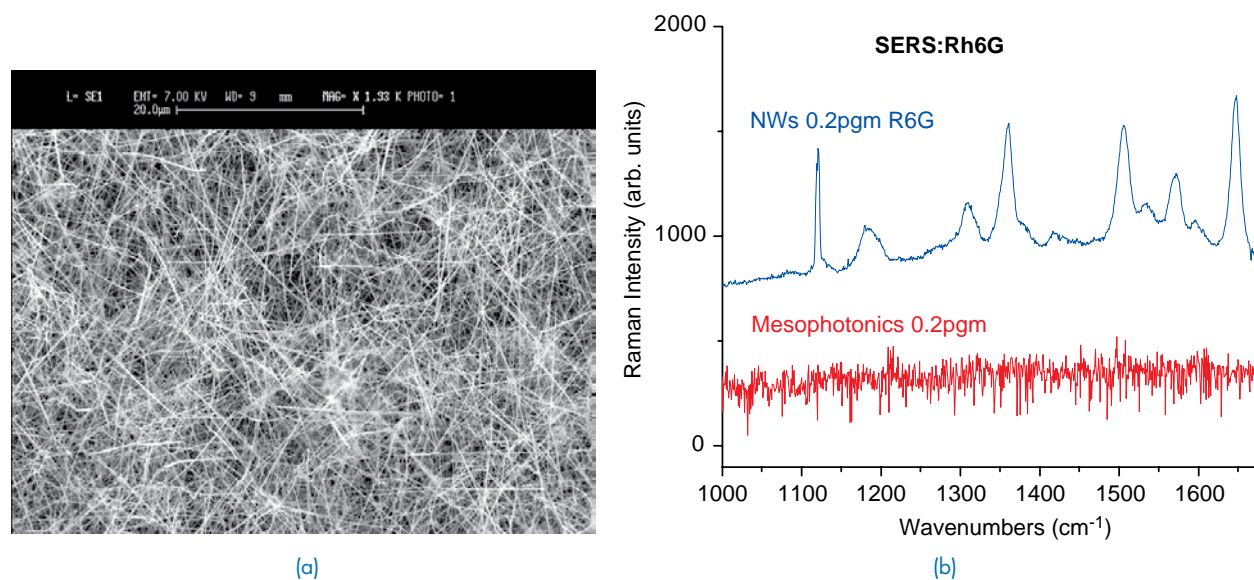 L= SE1 EHT= 7.00 KV WD= 9 mm MAG= X 1.93 K PHOTO= 1
20.0µm
(a)
SERS:Rh6G
NWs 0.2pgm R6G
Mesophotonics 0.2pgm
Raman Intensity (arb. units)
2000
1000
0
1000 1100 1200 1300 1400 1500 1600
Wavenumbers (cm-1)
(b)